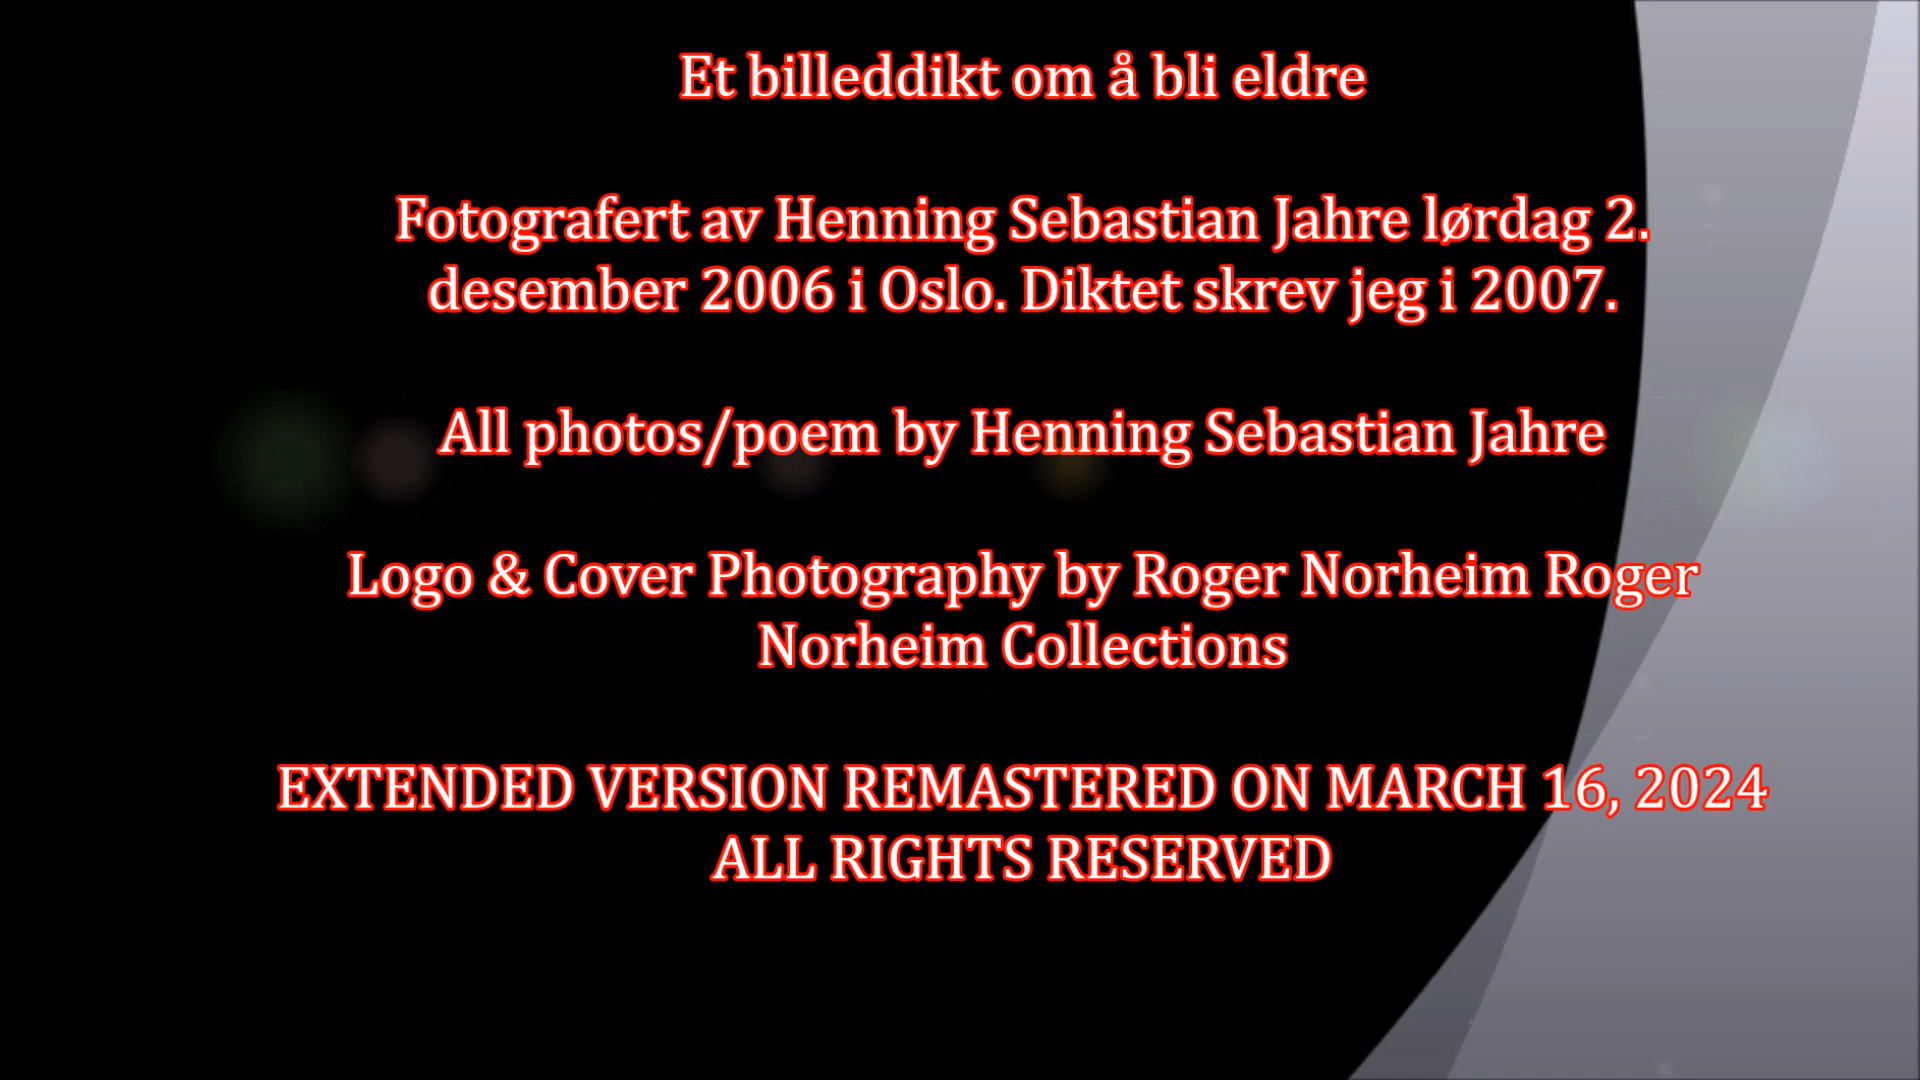 Et billeddikt om å bli eldre
Fotografert av Henning Sebastian Jahre lørdag 2.
desember 2006 i Oslo. Diktet skrev jeg i 2007.
All photos/poem by Henning Sebastian Jahre
Logo & Cover Photography by Roger Norheim Roger
Norheim Collections
EXTENDED VERSION REMASTERED ON MARCH 16, 2024
ALL RIGHTS RESERVED